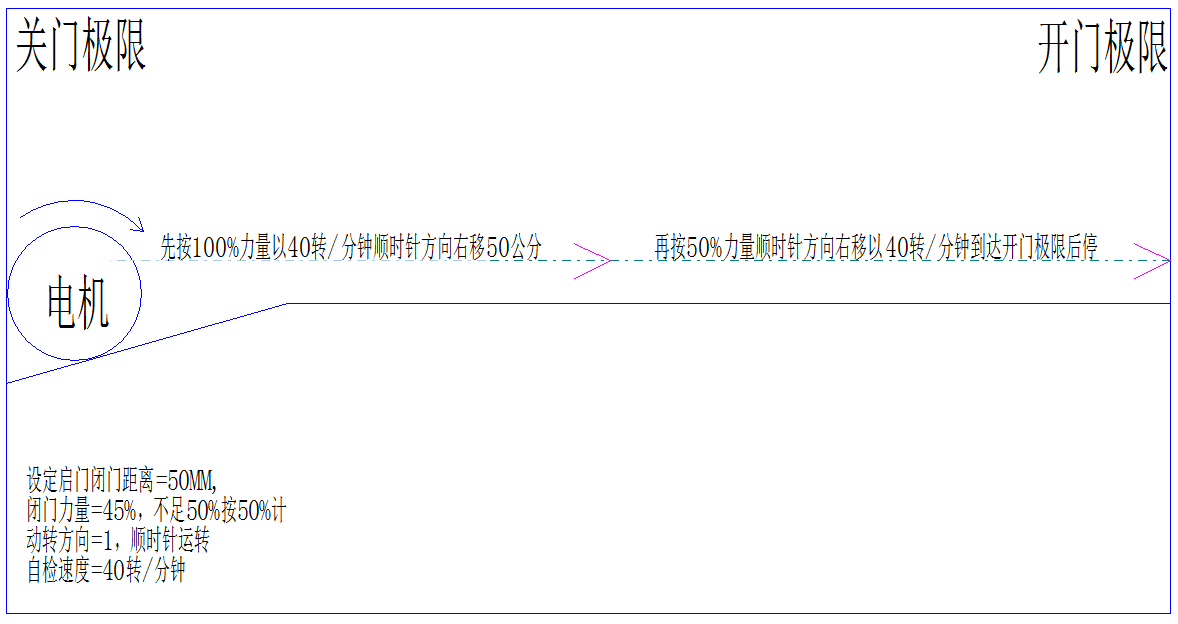 关门极限
开门极限
先按100%力量以40转/分钟顺时针方向右移50公分
再按50%力量顺时针方向右移以40转/分钟到达开门极限后停
电机
设定启门闭门距离=50MM,
闭门力量=45%，不足50%按50%计
动转方向=1，顺时针运转
自检速度=40转/分钟